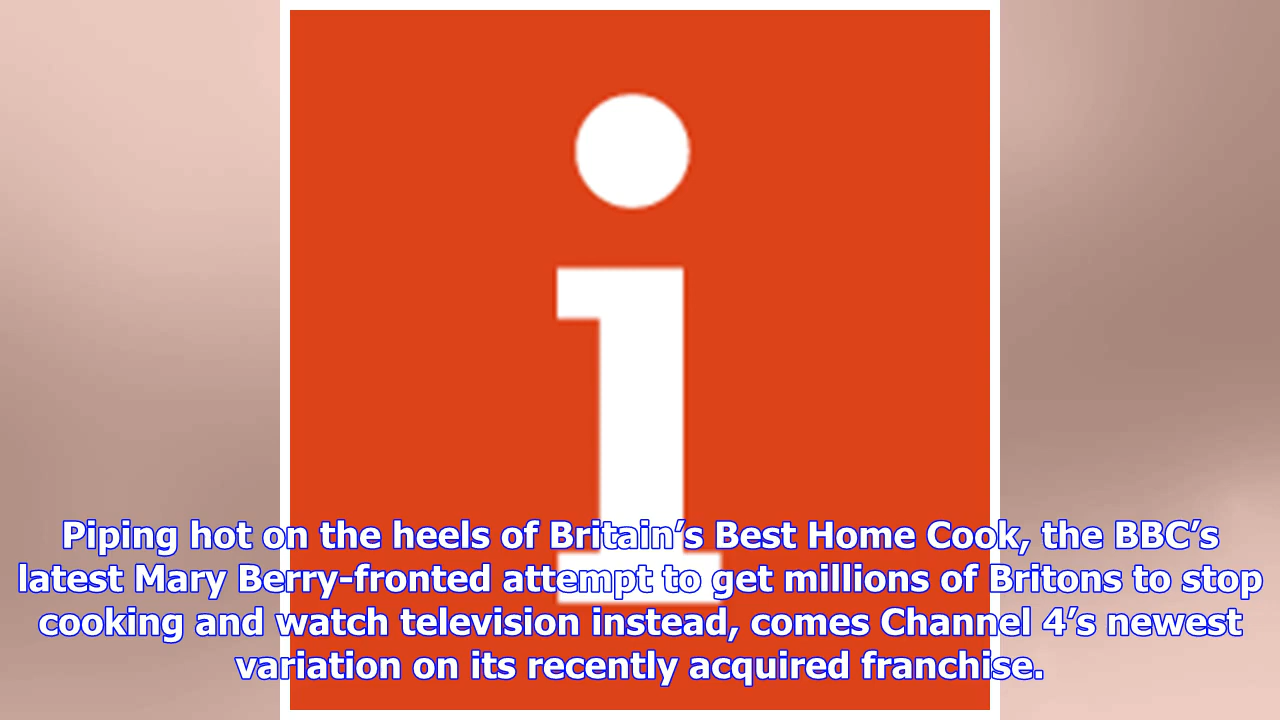 i
Piping hot on the heels of Britain’s Best Home Cook, the BBC’s
latest Mary Berry-fronted attempt to get millions of Britons to stop
cooking and watch television instead, comes Channel 4’s newest
variation on its recently acquired franchise.